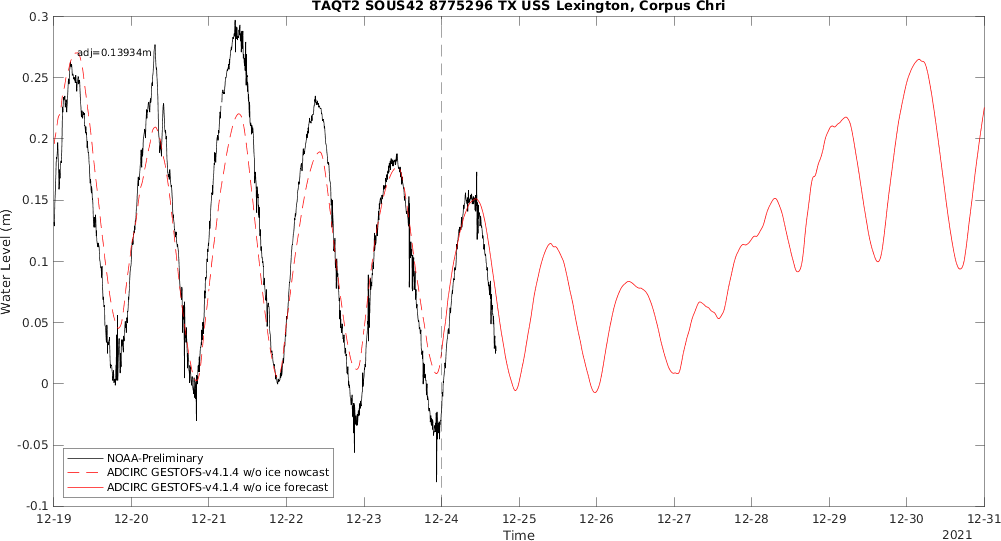 TAQT2 SOUS42 8775296 TX USS Lexington, Corpus Chri
adj=0.13934m
0.3
0.25
0.2
0.15
0.1
0.05
0
-0.05
-0.1
Water Level (m)
NOAA-Preliminary
ADCIRC GESTOFS-v4.1.4 w/o ice nowcast
ADCIRC GESTOFS-v4.1.4 w/o ice forecast
12-19 12-20 12-21 12-22 12-23 12-24 12-25 12-26 12-27 12-28 12-29 12-30 12-31
Time
2021